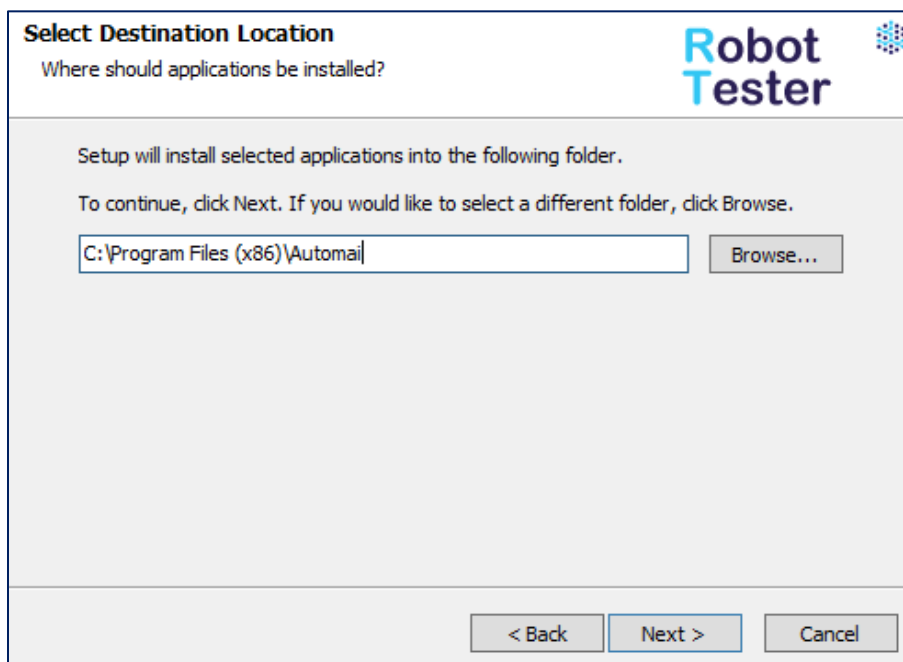 Select Destination Location
Where should applications be installed?
Robot
Tester
Setup will install selected applications into the following folder.
To continue, click Next. If you would like to select a different folder, click Browse.
C:\Program Files (x86)\Automai
Browse...
< Back
Next >
Cancel